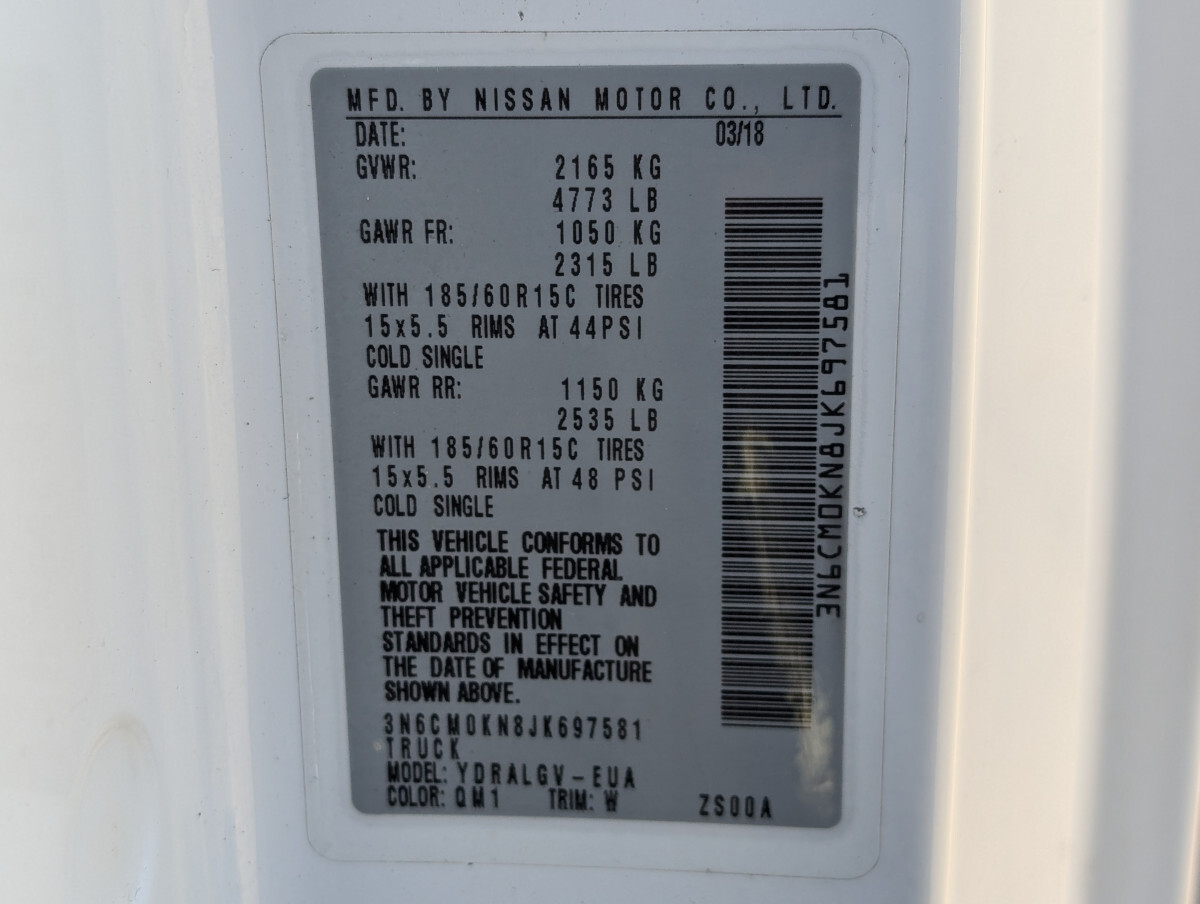 MFD. BY NISSAN MOTOR CO., LTD.
DATE: 03/18
GVWR: 2165 KG
4773 LB
GAWR FR: 1050 KG
2315 LB
WITH 185/60R15C TIRES
15x5.5 RIMS AT 44PSI
COLD SINGLE
GAWR RR: 1150 KG
2535 LB
WITH 185/60R15C TIRES
15x5.5 RIMS AT 48 PSI
COLD SINGLE
THIS VEHICLE CONFORMS TO
ALL APPLICABLE FEDERAL
MOTOR VEHICLE SAFETY AND
THEFT PREVENTION
STANDARDS IN EFFECT ON
THE DATE OF MANUFACTURE
SHOWN ABOVE.
3N6CM0KN8JK697581
TRUCK
MODEL: YDRALGV-EUA
COLOR: QM1 TRIM: W ZS00A
3N6CM0KN8JK697581